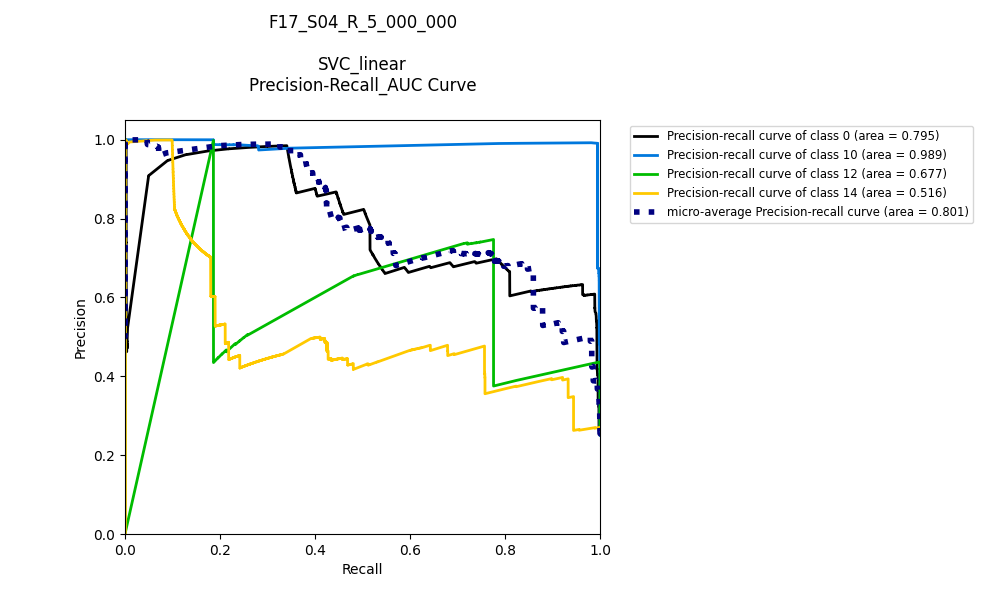 F17_S04_R_5_000_000
SVC_linear
Precision-Recall_AUC Curve
Precision
1.0
0.8
0.6
0.4
0.2
0.0
0.0 0.2 0.4 0.6 0.8 1.0
Recall
Precision-recall curve of class 0 (area = 0.795)
Precision-recall curve of class 10 (area = 0.989)
Precision-recall curve of class 12 (area = 0.677)
Precision-recall curve of class 14 (area = 0.516)
micro-average Precision-recall curve (area = 0.801)